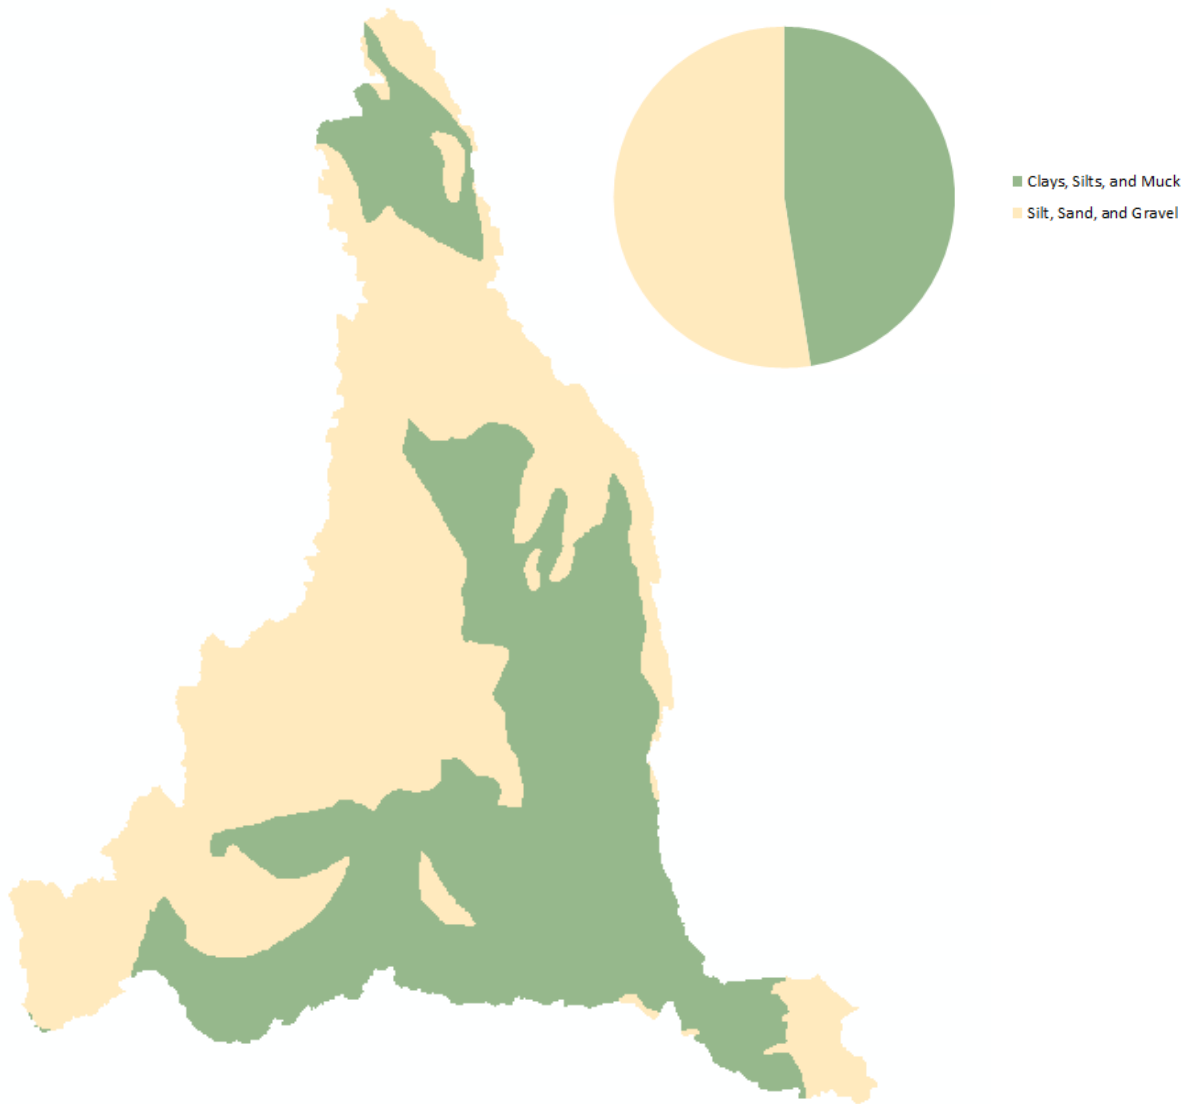 Clays, Silts, and Muck
Silt, Sand, and Gravel